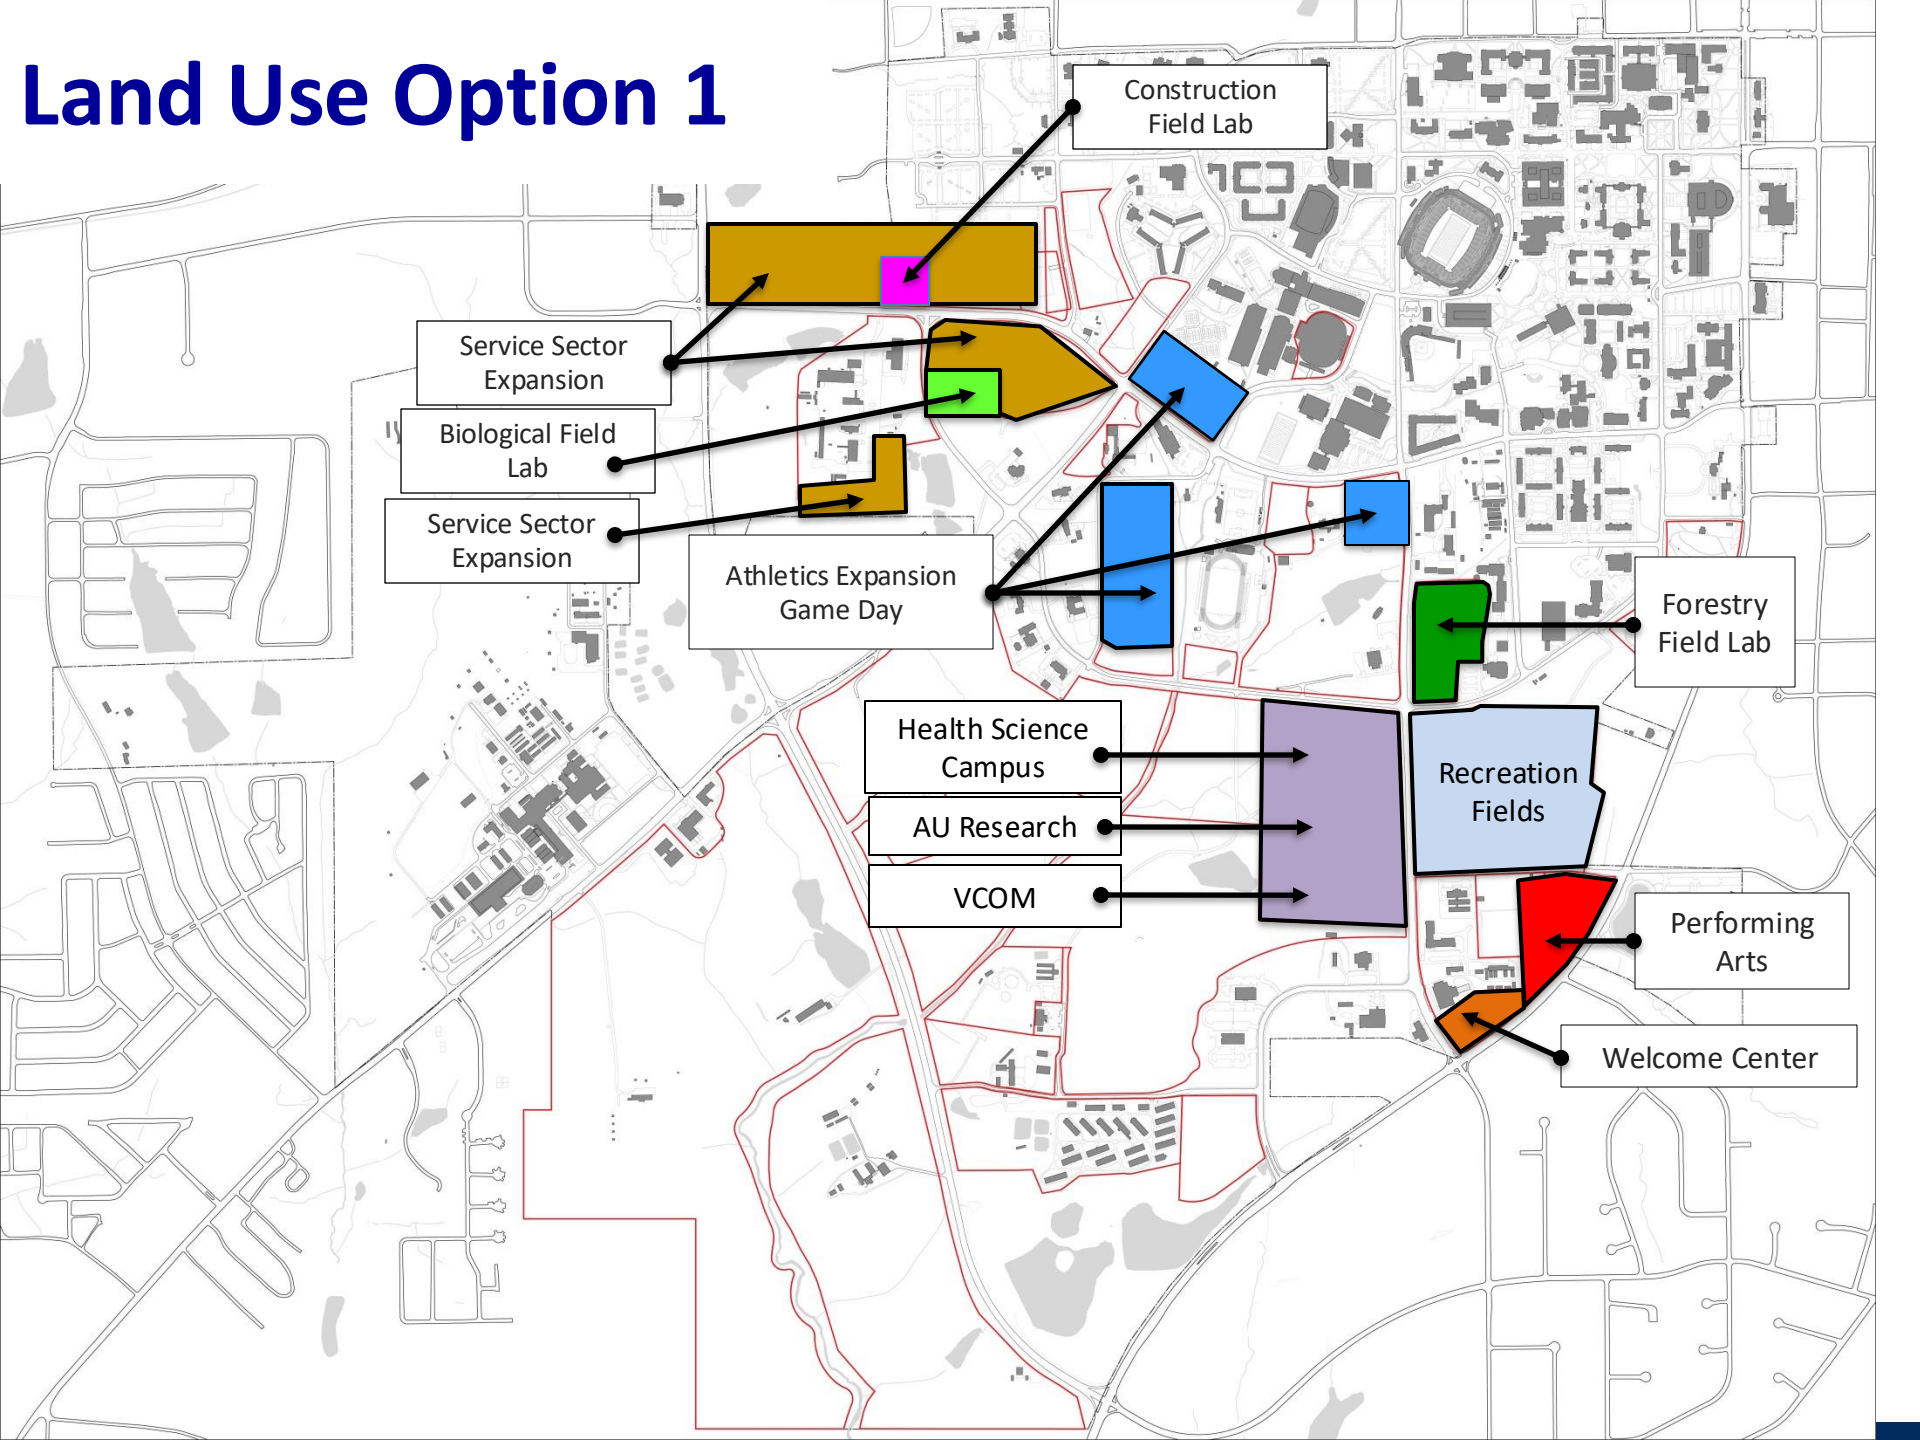 Land Use Option 1
Construction
Field Lab
Service Sector
Expansion
Biological Field
Lab
Service Sector
Expansion
Athletics Expansion
Game Day
Forestry
Field Lab
Health Science
Campus
AU Research
VCOM
Recreation
Fields
Performing
Arts
Welcome Center